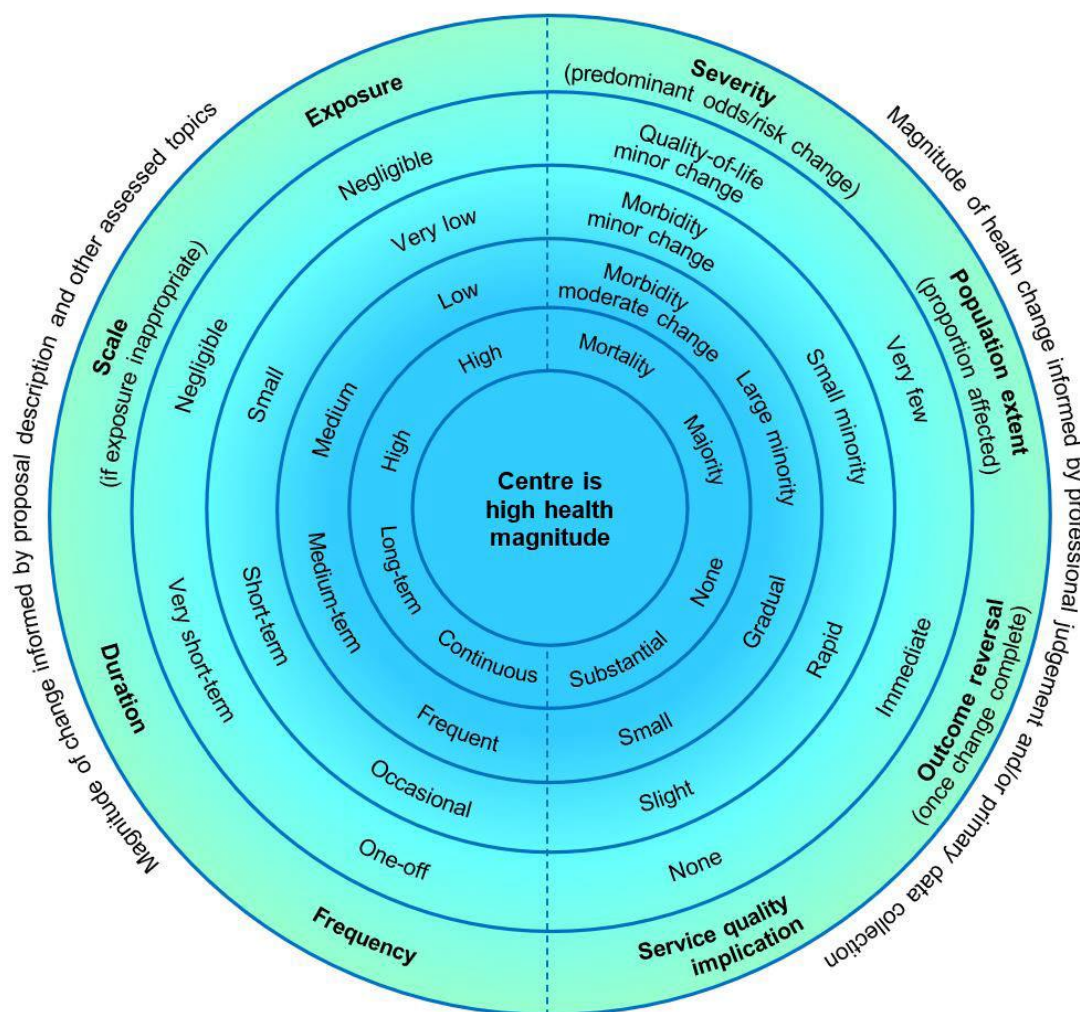 Magnitude of change informed by proposal description and other assessed topics
Magnitude of health change informed by professional judgement and/or primary data collection
Exposure
Negligible
Very low
Low
High
Severity
(predominant odds/risk change)
Quality-of-life
minor change
Morbidity
minor change
Morbidity
moderate change
Mortality
Scale
(if exposure inappropriate)
Negligible
Small
Medium
High
Population extent
(proportion affected)
Very few
Small minority
Large minority
Majority
Centre is
high health
magnitude
Duration
Very short-term
Short-term
Medium-term
Long-term
Outcome reversal
(once change complete)
Immediate
Rapid
Gradual
None
Frequency
One-off
Occasional
Frequent
Continuous
Service quality
implication
None
Slight
Small
Substantial